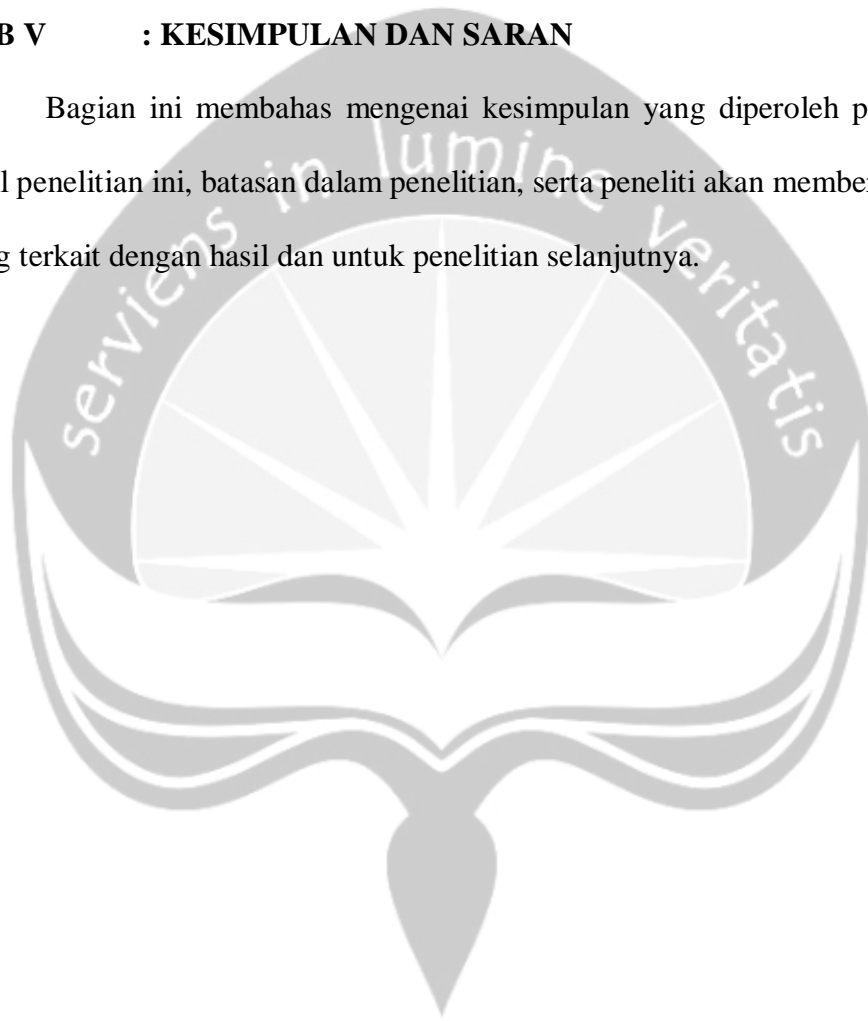 B V : KESIMPULAN DAN SARAN
Bagian ini membahas mengenai kesimpulan yang diperoleh p
l penelitian ini, batasan dalam penelitian, serta peneliti akan member
g terkait dengan hasil dan untuk penelitian selanjutnya.
serviens in lumine veritatis